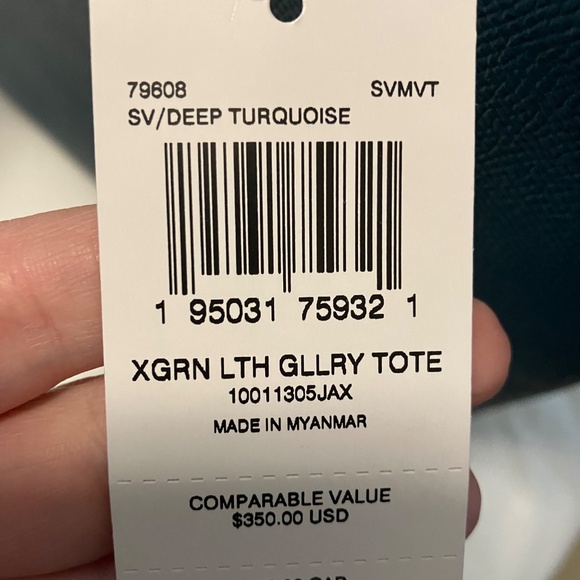 79608 SVMVT
SV/DEEP TURQUOISE
1 95031 75932 1
XGRN LTH GLLRY TOTE
10011305JAX
MADE IN MYANMAR
COMPARABLE VALUE
$350.00 USD